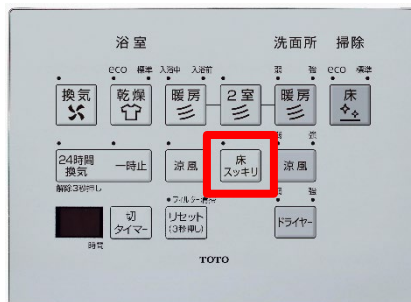 浴室 洗面所 掃除
eco 標準 入浴中 入浴前 弱 強 eco 標準
換気 乾燥 暖房 2室 暖房 床
弱 強
24時間換気 一時止 涼風 床スッキリ 涼風
解除3秒押し
フィルター清掃 弱 強
切タイマー リセット(3秒押し) ドライヤー
時間
TOTO